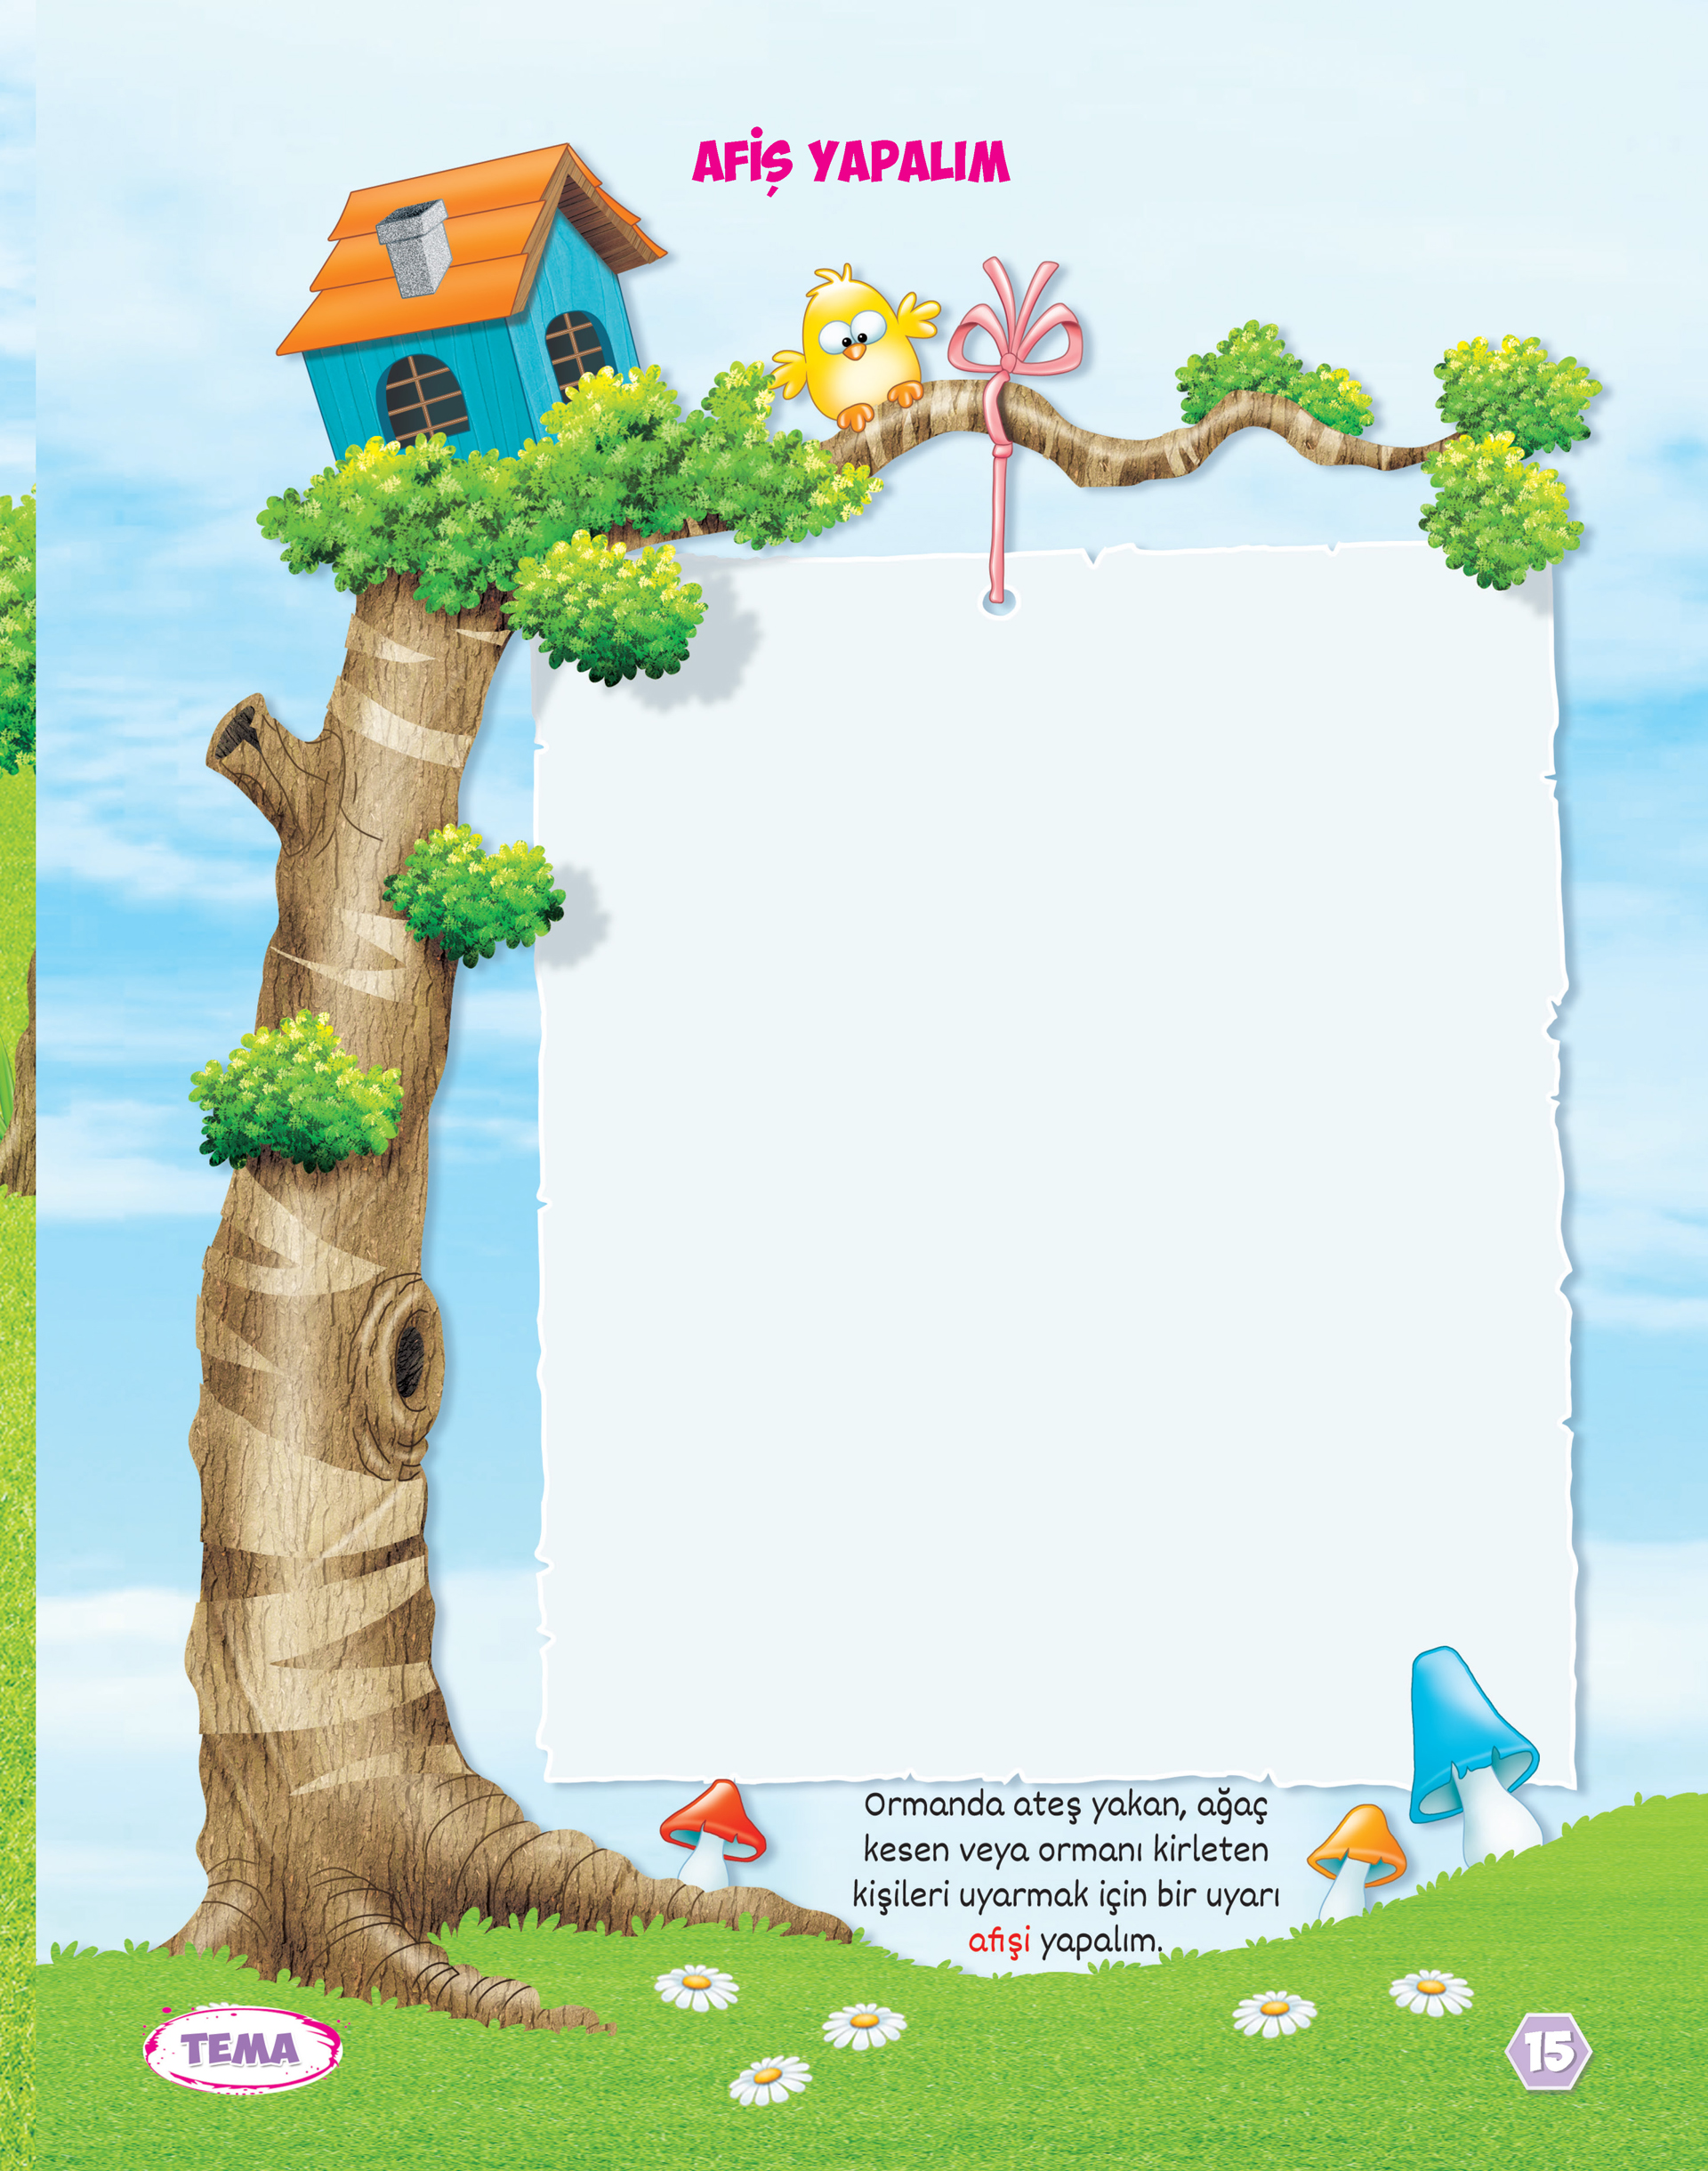 AFİŞ YAPALIM
Ormanda ateş yakan, ağaç
kesen veya ormanı kirleten
kişileri uyarmak için bir uyarı
afişi yapalım.
TEMA
15